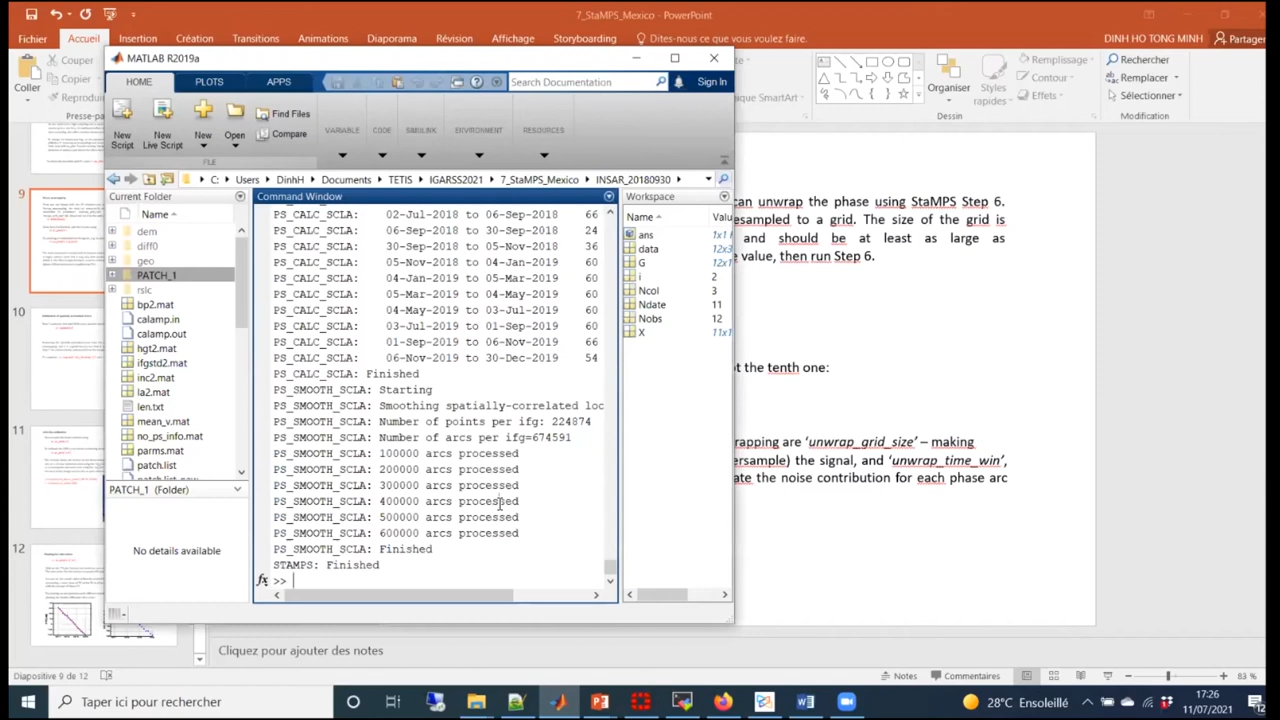 7_StaMPS_Mexico - PowerPoint
Fichier Accueil Insertion Création Transitions Animations Diaporama Révision Affichage Storyboarding Dites-nous ce que vous voulez faire. DINH HO TONG MINH Partager
Coller
Couper
Copier
Reproduire
Presse-pa
MATLAB R2019a
HOME PLOTS APPS Search Documentation Sign In
New Script
New Live Script
New
Open
Find Files
Compare
FILE
VARIABLE CODE SIMULINK ENVIRONMENT RESOURCES
Organiser
Styles rapides
Remplissage
Contour
Effets
Dessin
Rechercher
Remplacer
Sélectionner
Modification
C: Users DinhH Documents TETIS IGARSS2021 7_StaMPS_Mexico INSAR_20180930
Current Folder
Name
dem
diff0
geo
PATCH_1
rslc
bp2.mat
calamp.in
calamp.out
hgt2.mat
ifgstd2.mat
inc2.mat
la2.mat
len.txt
mean_v.mat
no_ps_info.mat
parms.mat
patch.list
PATCH_1 (Folder)
No details available
Command Window
PS_CALC_SCLA: 02-Jul-2018 to 06-Sep-2018 66
PS_CALC_SCLA: 06-Sep-2018 to 30-Sep-2018 24
PS_CALC_SCLA: 30-Sep-2018 to 05-Nov-2018 36
PS_CALC_SCLA: 05-Nov-2018 to 04-Jan-2019 60
PS_CALC_SCLA: 04-Jan-2019 to 05-Mar-2019 60
PS_CALC_SCLA: 05-Mar-2019 to 04-May-2019 60
PS_CALC_SCLA: 04-May-2019 to 03-Jul-2019 60
PS_CALC_SCLA: 03-Jul-2019 to 01-Sep-2019 60
PS_CALC_SCLA: 01-Sep-2019 to 06-Nov-2019 66
PS_CALC_SCLA: 06-Nov-2019 to 30-Dec-2019 54
PS_CALC_SCLA: Finished
PS_SMOOTH_SCLA: Starting
PS_SMOOTH_SCLA: Smoothing spatially-correlated loo
PS_SMOOTH_SCLA: Number of points per ifg: 224874
PS_SMOOTH_SCLA: Number of arcs per ifg=674591
PS_SMOOTH_SCLA: 100000 arcs processed
PS_SMOOTH_SCLA: 200000 arcs processed
PS_SMOOTH_SCLA: 300000 arcs processed
PS_SMOOTH_SCLA: 400000 arcs processed
PS_SMOOTH_SCLA: 500000 arcs processed
PS_SMOOTH_SCLA: 600000 arcs processed
PS_SMOOTH_SCLA: Finished
STAMPS: Finished
fx >>
Workspace
Name Valu
ans 1x1
data 12x3
G 12x1
i 2
Ncol 3
Ndate 11
Nobs 12
X 11x1
can unwrap the phase using StaMPS Step 6.
esampled to a grid. The size of the grid is
and should be at least as large as
e value, then run Step 6.
ot the tenth one:
rapping are 'unwrap_grid_size' – making
ersample) the signal, and 'unwrap_time_win',
ate the noise contribution for each phase arc
9
10
11
12
Cliquez pour ajouter des notes
Diapositive 9 de 12 Notes Commentaires 83 %
Taper ici pour rechercher 28°C Ensoleillé 17:26
11/07/2021